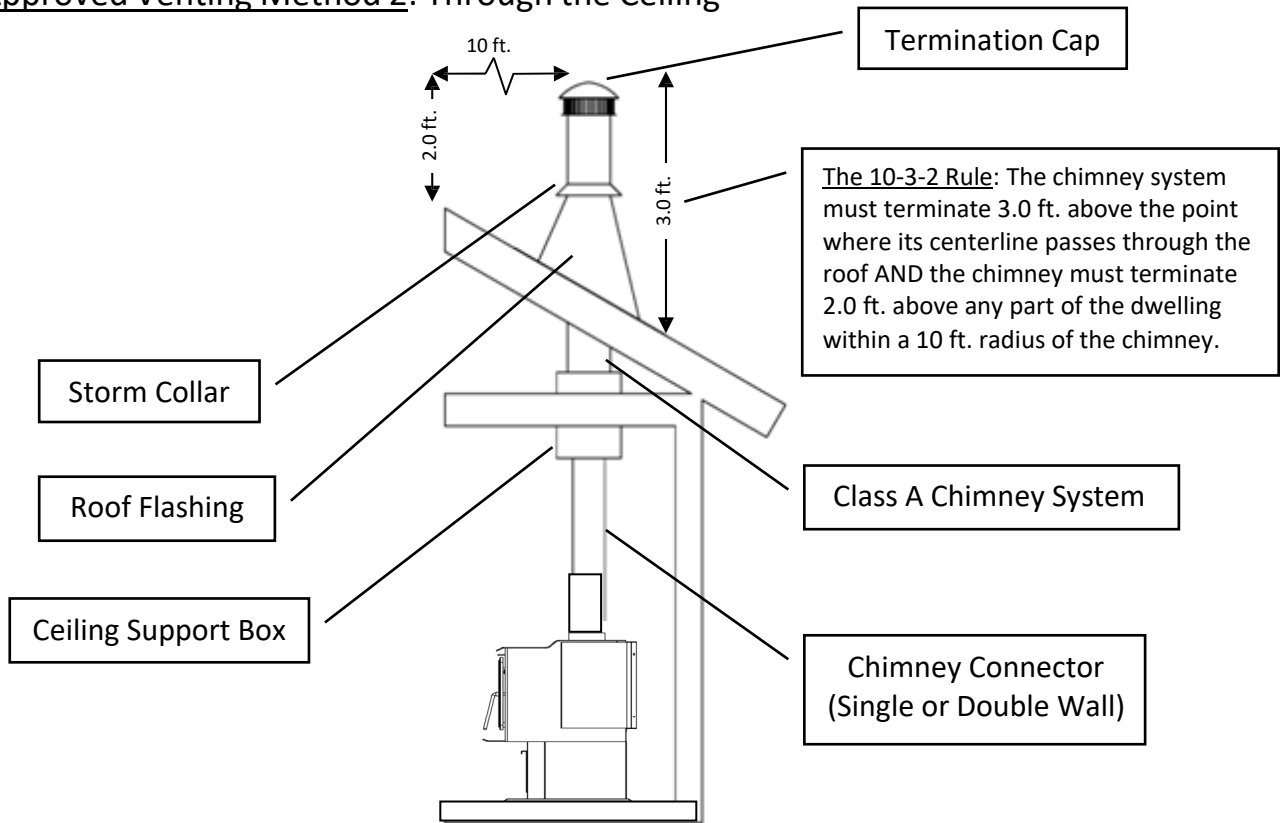 Approved Venting Method 2: Through the Ceiling
10 ft.
Termination Cap
2.0 ft.
3.0 ft.
The 10-3-2 Rule: The chimney system
must terminate 3.0 ft. above the point
where its centerline passes through the
roof AND the chimney must terminate
2.0 ft. above any part of the dwelling
within a 10 ft. radius of the chimney.
Storm Collar
Roof Flashing
Class A Chimney System
Ceiling Support Box
Chimney Connector
(Single or Double Wall)